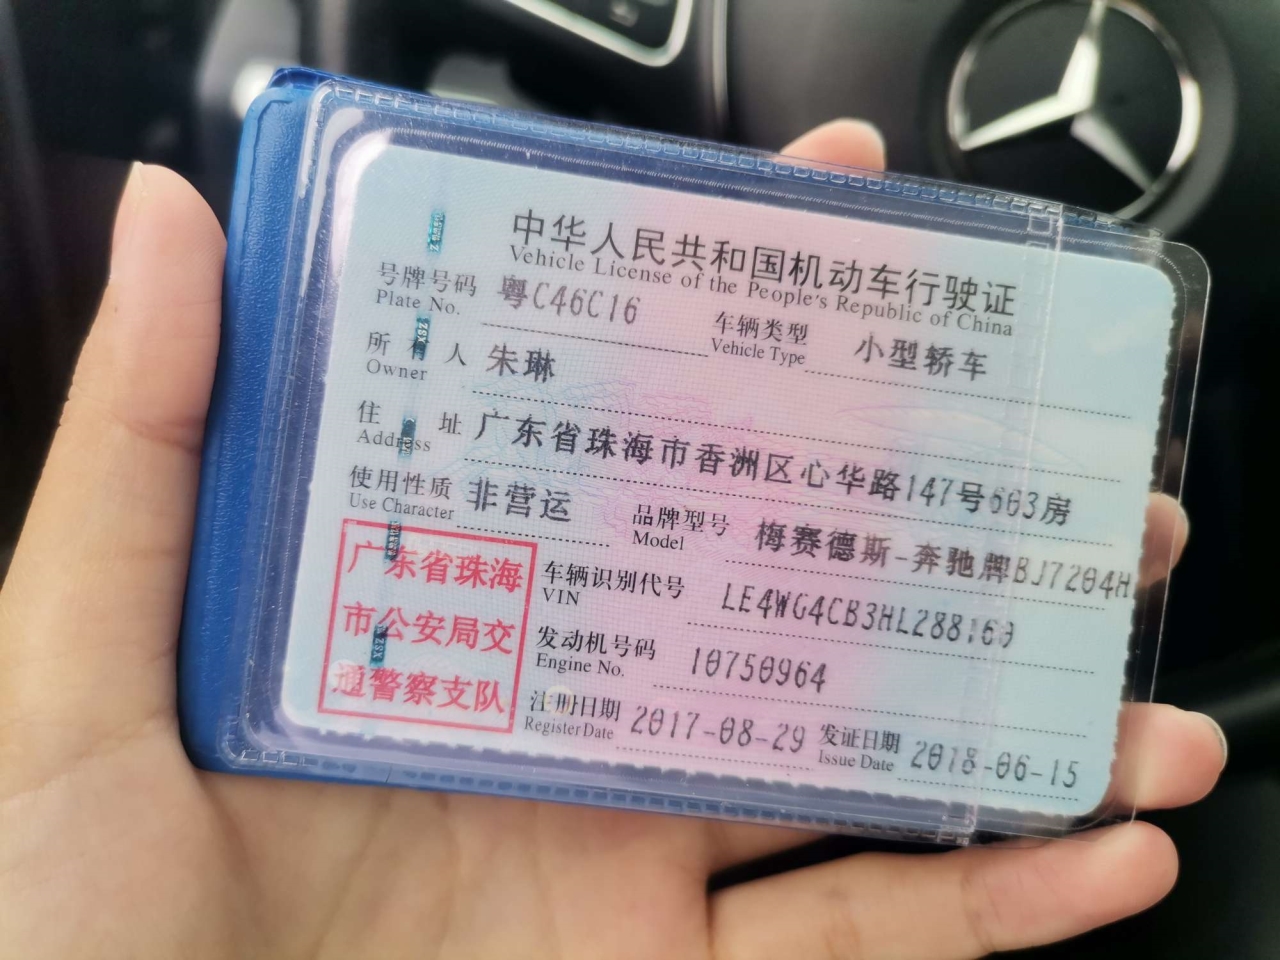 中华人民共和国机动车行驶证
Vehicle License of the People's Republic of China
号牌号码 粤C46C16 车辆类型 小型轿车
Plate No. Vehicle Type
所有人 朱琳
Owner
住址 广东省珠海市香洲区心华路147号603房
Address
使用性质 非营运 品牌型号 梅赛德斯-奔驰牌BJ7204H
Use Character Model
广东省珠海
市公安局交
通警察支队
车辆识别代号 LE4WG4CB3HL288160
VIN
发动机号码 10750964
Engine No.
注册日期 2017-08-29 发证日期 2018-06-15
Register Date Issue Date